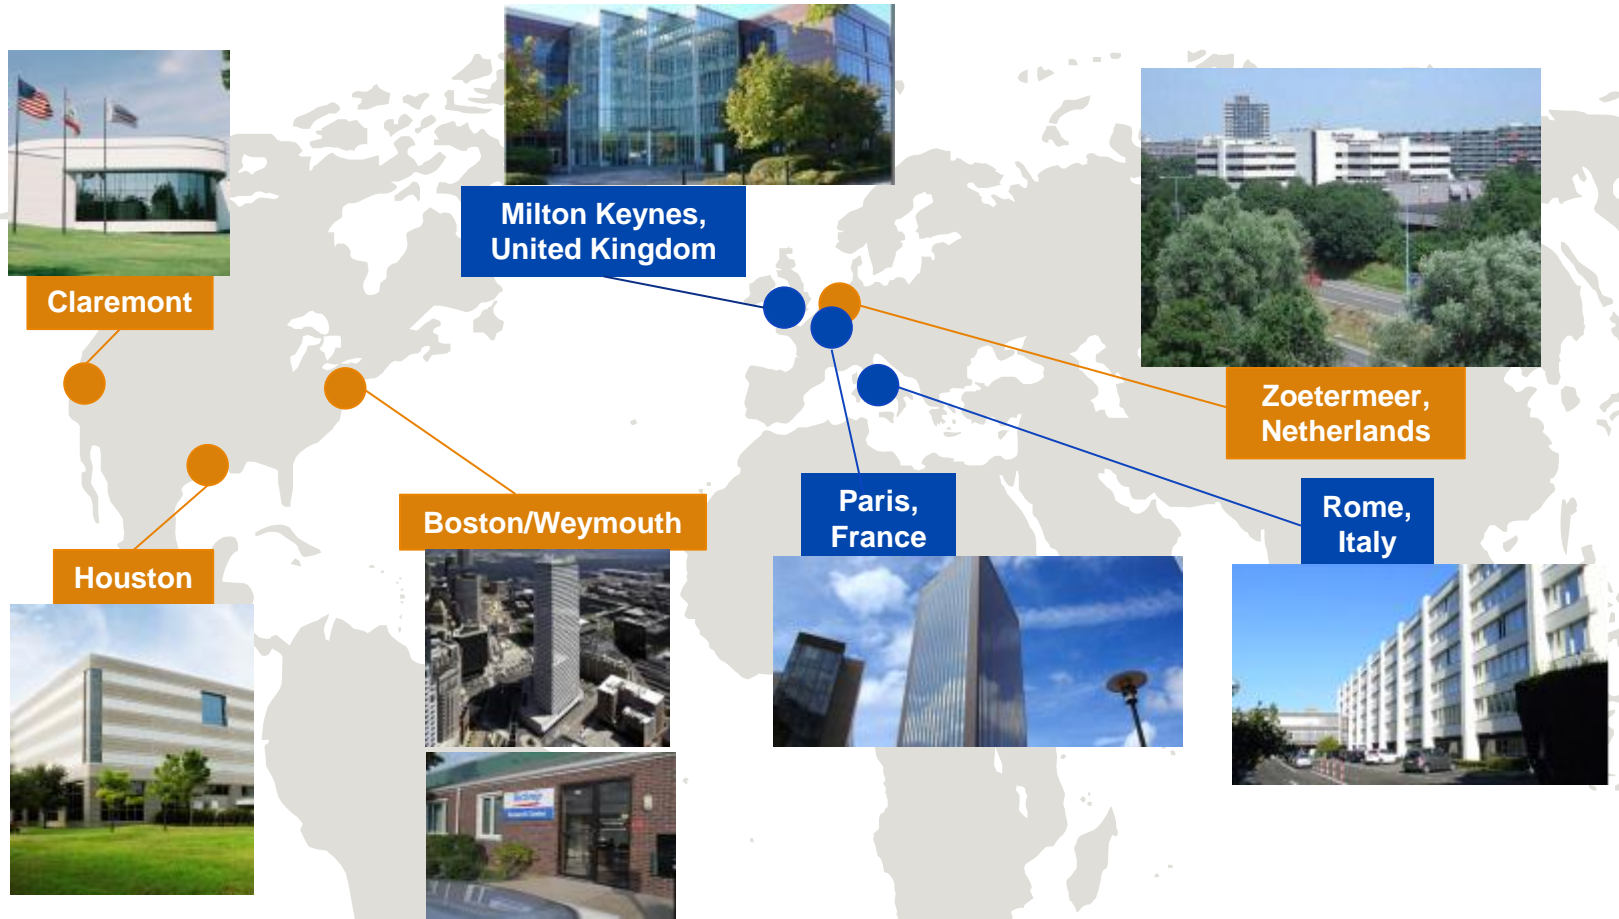 Milton Keynes,
United Kingdom
Claremont
Zoetermeer,
Netherlands
Paris,
France
Rome,
Italy
Boston/Weymouth
Houston